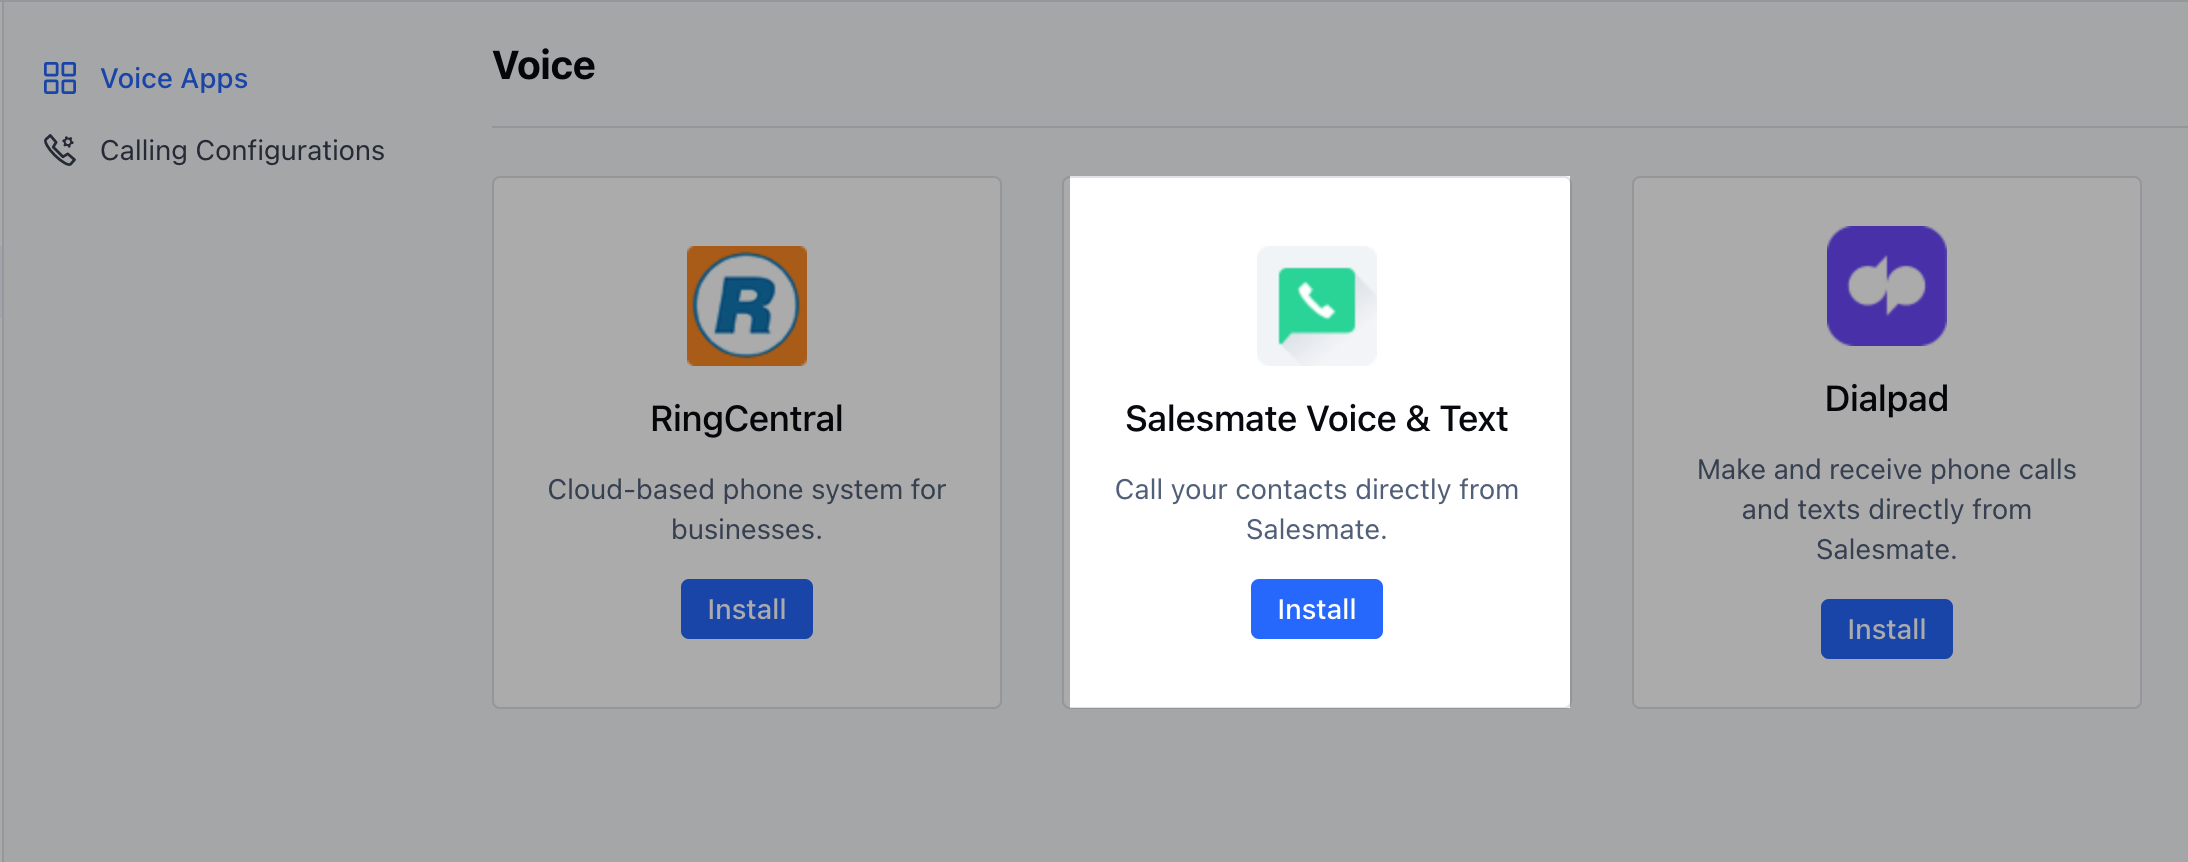 Voice Apps
Calling Configurations
Voice
R
RingCentral
Cloud-based phone system for
businesses.
Install
Salesmate Voice & Text
Call your contacts directly from
Salesmate.
Install
dp
Dialpad
Make and receive phone calls
and texts directly from
Salesmate.
Install